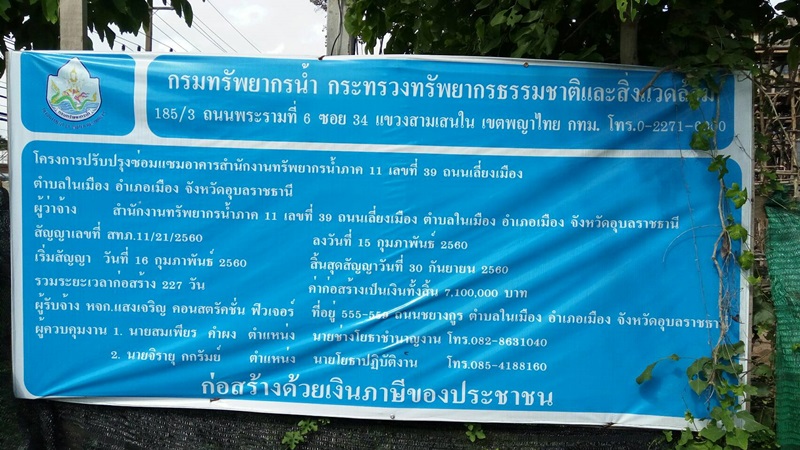 กรมทรัพยากรน้ำ กระทรวงทรัพยากรธรรมชาติและสิ่งแวดล้อม
185/3 ถนนพระรามที่ 6 ซอย 34 แขวงสามเสนใน เขตพญาไทย กทม. โทร.0-2271-6000
โครงการปรับปรุงซ่อมแซมอาคารสำนักงานทรัพยากรน้ำภาค 11 เลขที่ 39 ถนนเลี่ยงเมือง
ตำบลในเมือง อำเภอเมือง จังหวัดอุบลราชธานี
ผู้ว่าจ้าง สำนักงานทรัพยากรน้ำภาค 11 เลขที่ 39 ถนนเลี่ยงเมือง ตำบลในเมือง อำเภอเมือง จังหวัดอุบลราชธานี
สัญญาเลขที่ สทภ.11/21/2560 ลงวันที่ 15 กุมภาพันธ์ 2560
เริ่มสัญญา วันที่ 16 กุมภาพันธ์ 2560 สิ้นสุดสัญญาวันที่ 30 กันยายน 2560
รวมระยะเวลาก่อสร้าง 227 วัน ค่าก่อสร้างเป็นเงินทั้งสิ้น 7,100,000 บาท
ผู้รับจ้าง หจก.แสงเจริญ คอนสตรัคชั่น ฟิวเจอร์ ที่อยู่ 555-559 ถนนชยางกูร ตำบลในเมือง อำเภอเมือง จังหวัดอุบลราชธานี
ผู้ควบคุมงาน 1. นายสมเพียร คำผง ตำแหน่ง นายช่างโยธาชำนาญงาน โทร.082-8631040
2. นายจิรายุ กกรัมย์ ตำแหน่ง นายโยธาปฏิบัติงาน โทร.085-4188160
ก่อสร้างด้วยเงินภาษีของประชาชน